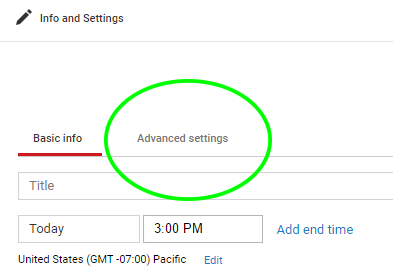 Info and Settings
Basic info Advanced settings
Title
Today 3:00 PM Add end time
United States (GMT -07:00) Pacific Edit